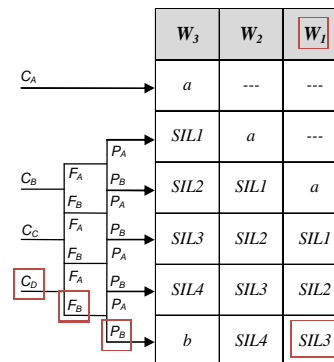 W3 W2 W1
CA a --- ---
PA SIL1 a ---
CB FA PB SIL2 SIL1 a
FB PA
CC FA PB SIL3 SIL2 SIL1
FB PA
CD FA PB SIL4 SIL3 SIL2
FB PA
PB b SIL4 SIL3